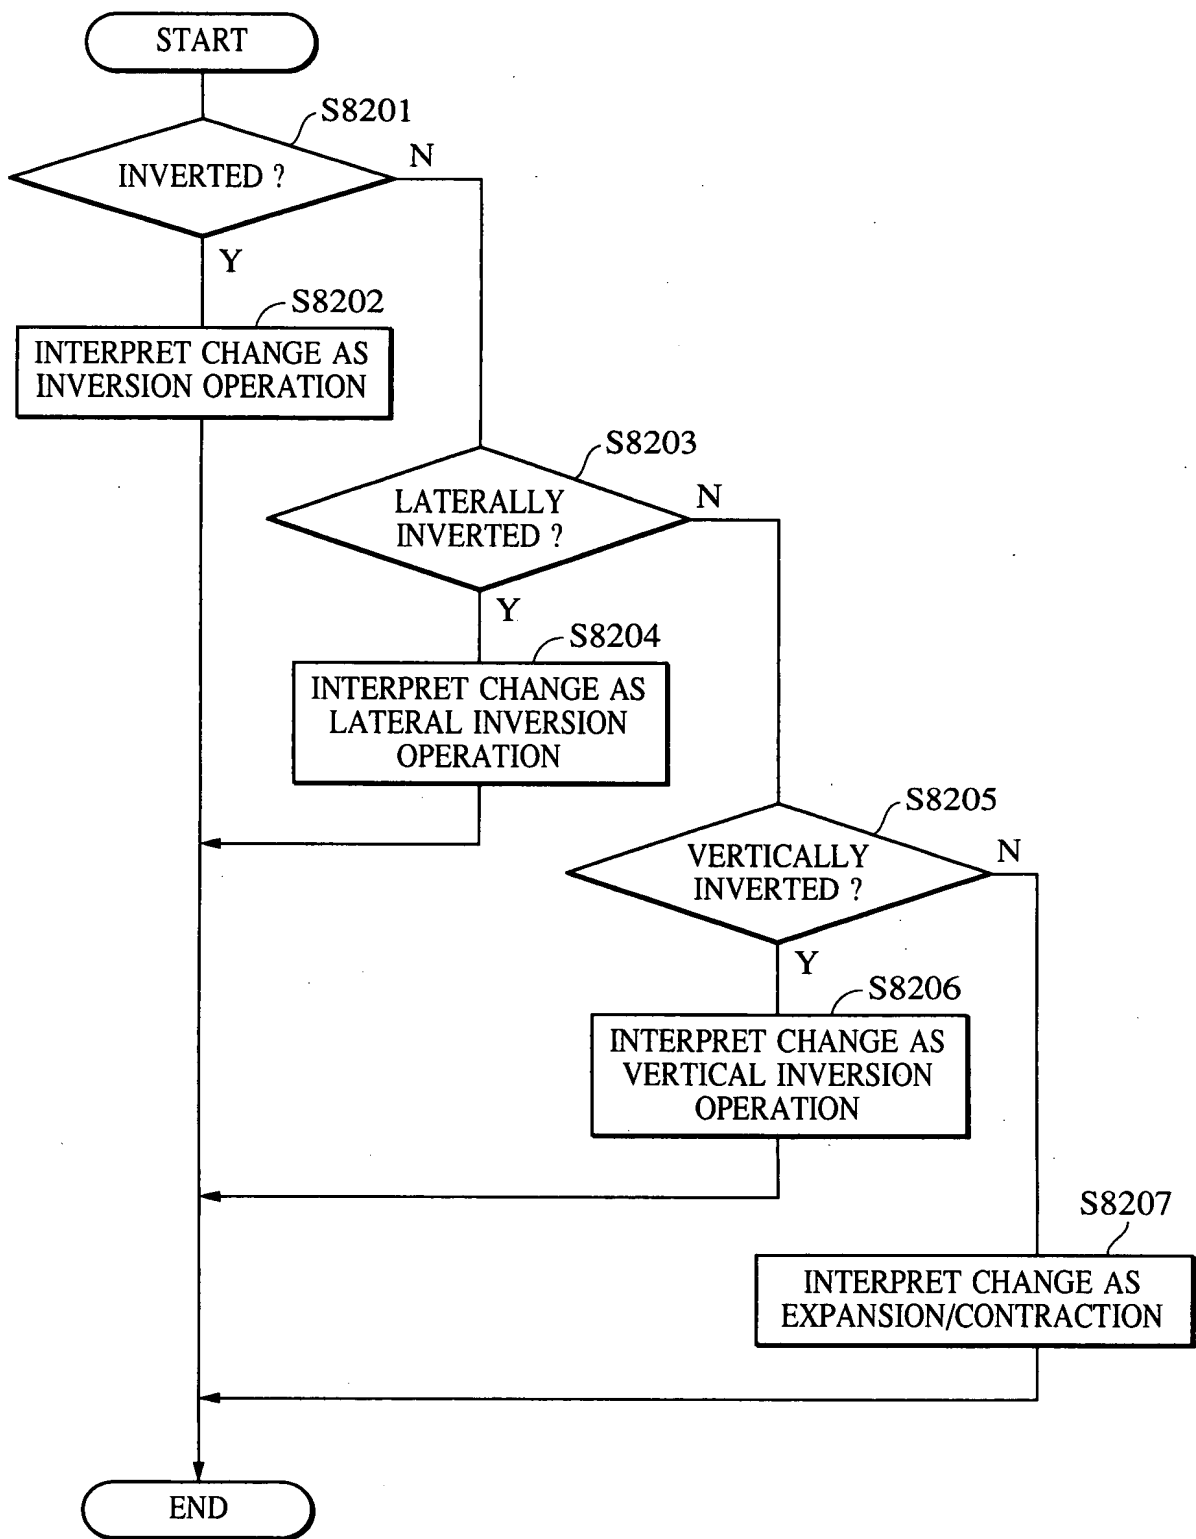 START
S8201
INVERTED ?
N
Y
S8202
INTERPRET CHANGE AS
INVERSION OPERATION
S8203
LATERALLY
INVERTED ?
N
Y
S8204
INTERPRET CHANGE AS
LATERAL INVERSION
OPERATION
S8205
VERTICALLY
INVERTED ?
N
Y
S8206
INTERPRET CHANGE AS
VERTICAL INVERSION
OPERATION
S8207
INTERPRET CHANGE AS
EXPANSION/CONTRACTION
END